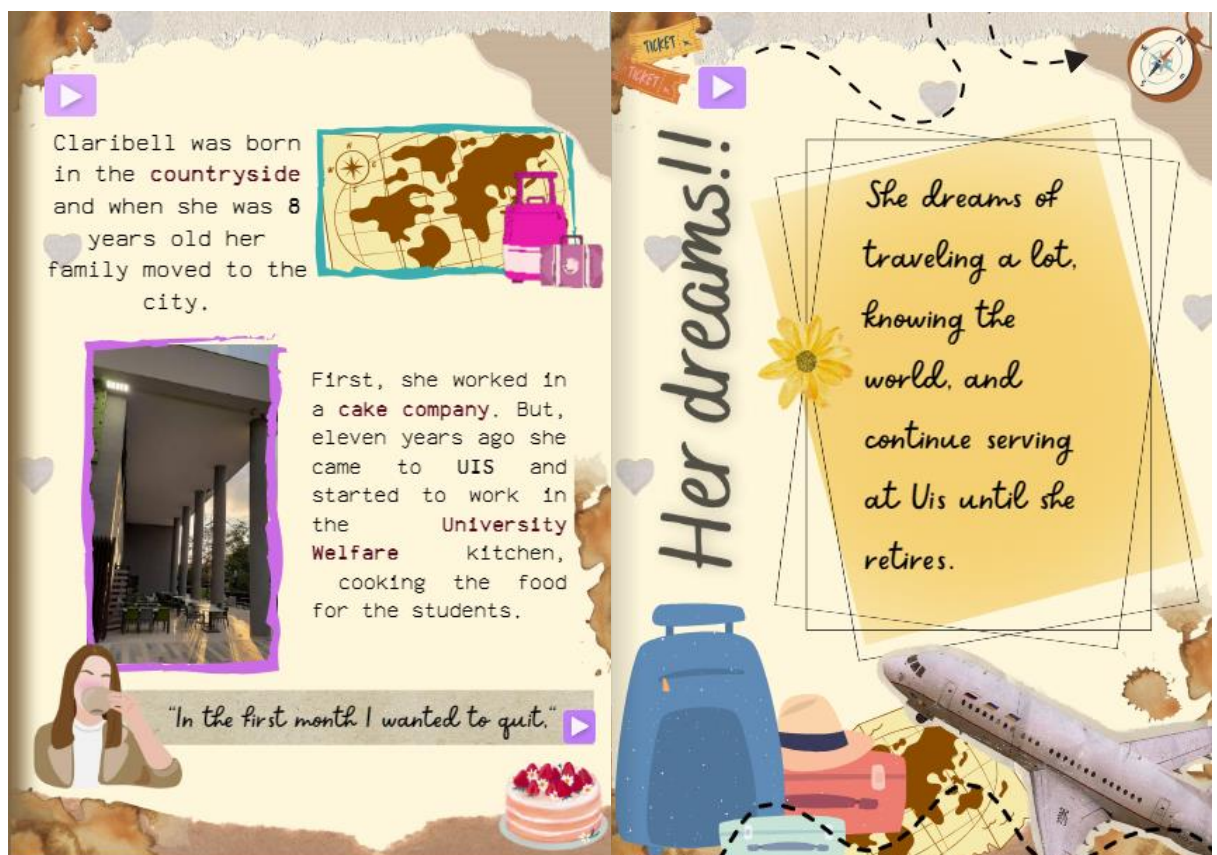 Claribell was born
in the countryside
and when she was 8
years old her
family moved to the
city.
First, she worked in
a cake company. But,
eleven years ago she
came to UIS and
started to work in
the University
Welfare kitchen,
cooking the food
for the students.
"In the first month I wanted to quit."
TICKET
TICKET
N
Her dreams!!
She dreams of
traveling a lot,
knowing the
world, and
continue serving
at Uis until she
retires.